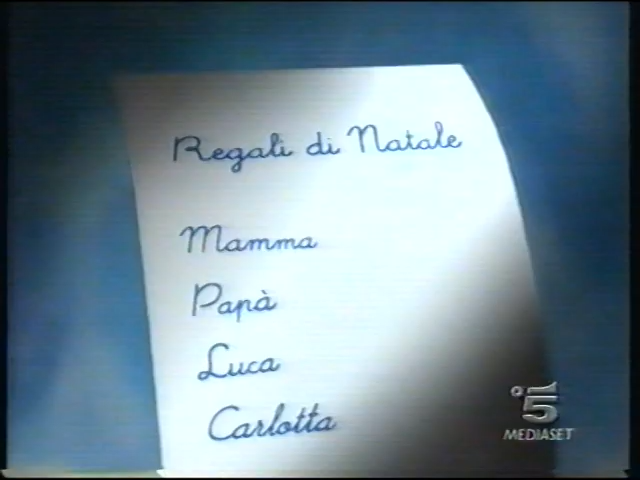 Regali di Natale
Mamma
Papà
Luca
Carlotta
5
MEDIASET